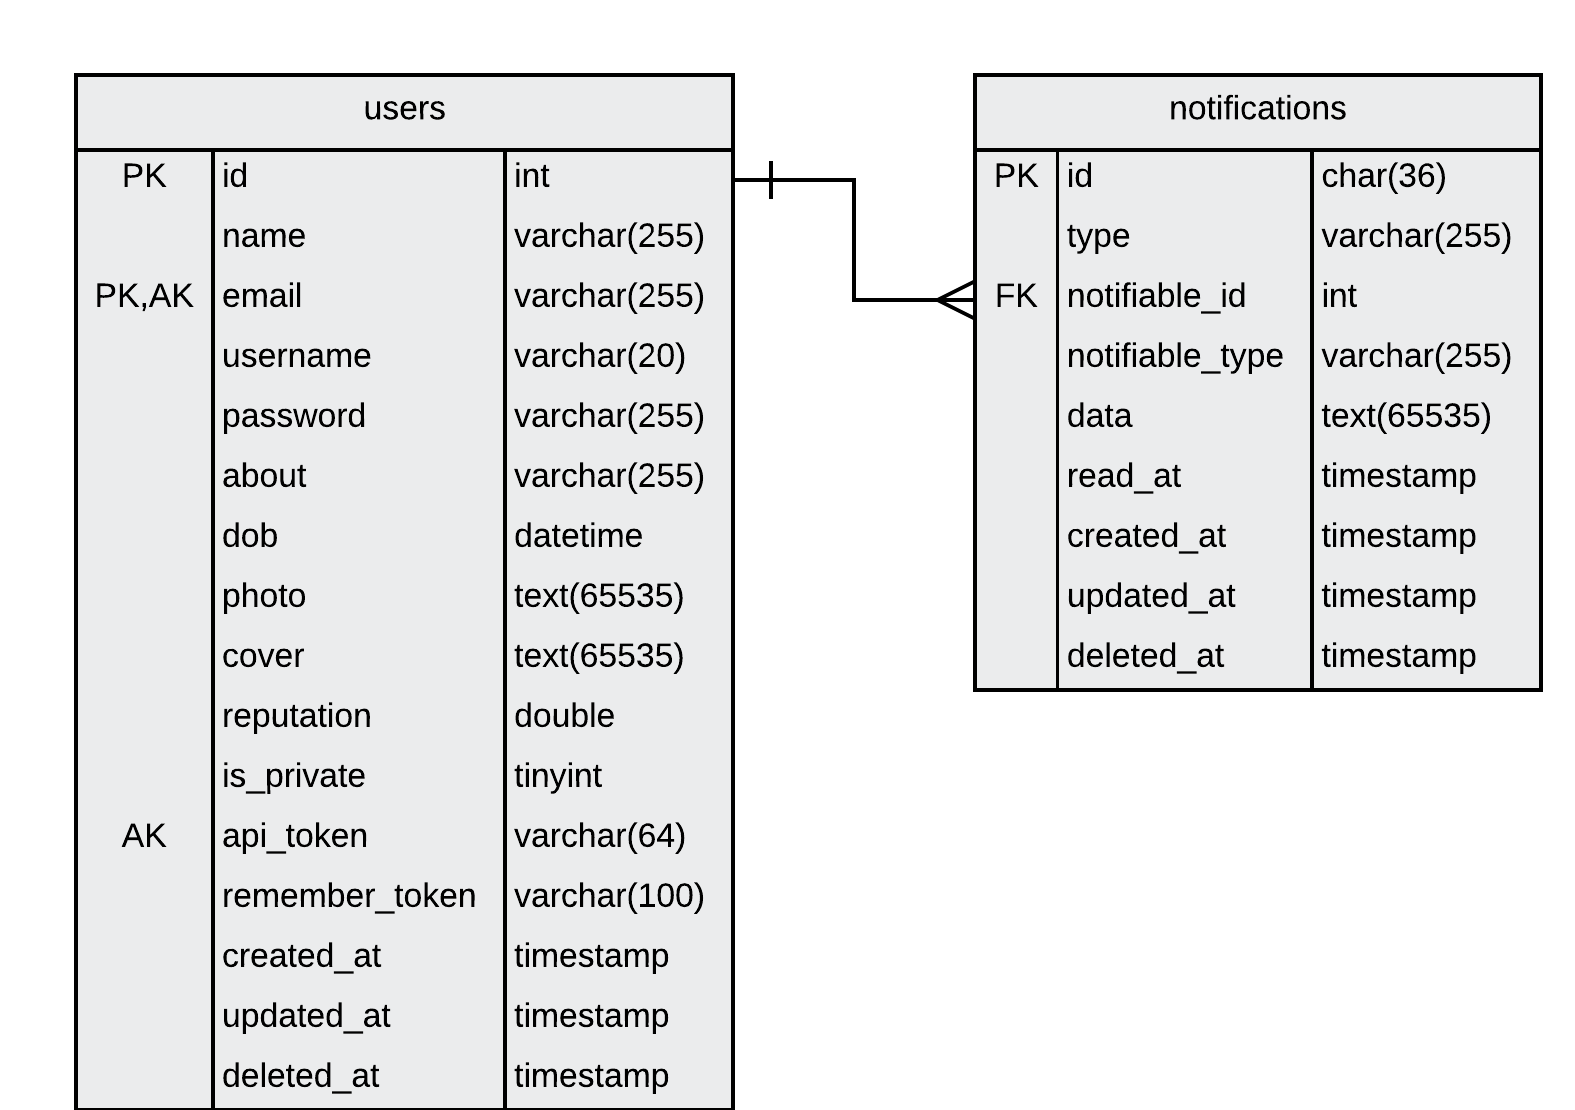 users
PK id int
name varchar(255)
PK,AK email varchar(255)
username varchar(20)
password varchar(255)
about varchar(255)
dob datetime
photo text(65535)
cover text(65535)
reputation double
is_private tinyint
AK api_token varchar(64)
remember_token varchar(100)
created_at timestamp
updated_at timestamp
deleted_at timestamp
notifications
PK id char(36)
type varchar(255)
FK notifiable_id int
notifiable_type varchar(255)
data text(65535)
read_at timestamp
created_at timestamp
updated_at timestamp
deleted_at timestamp